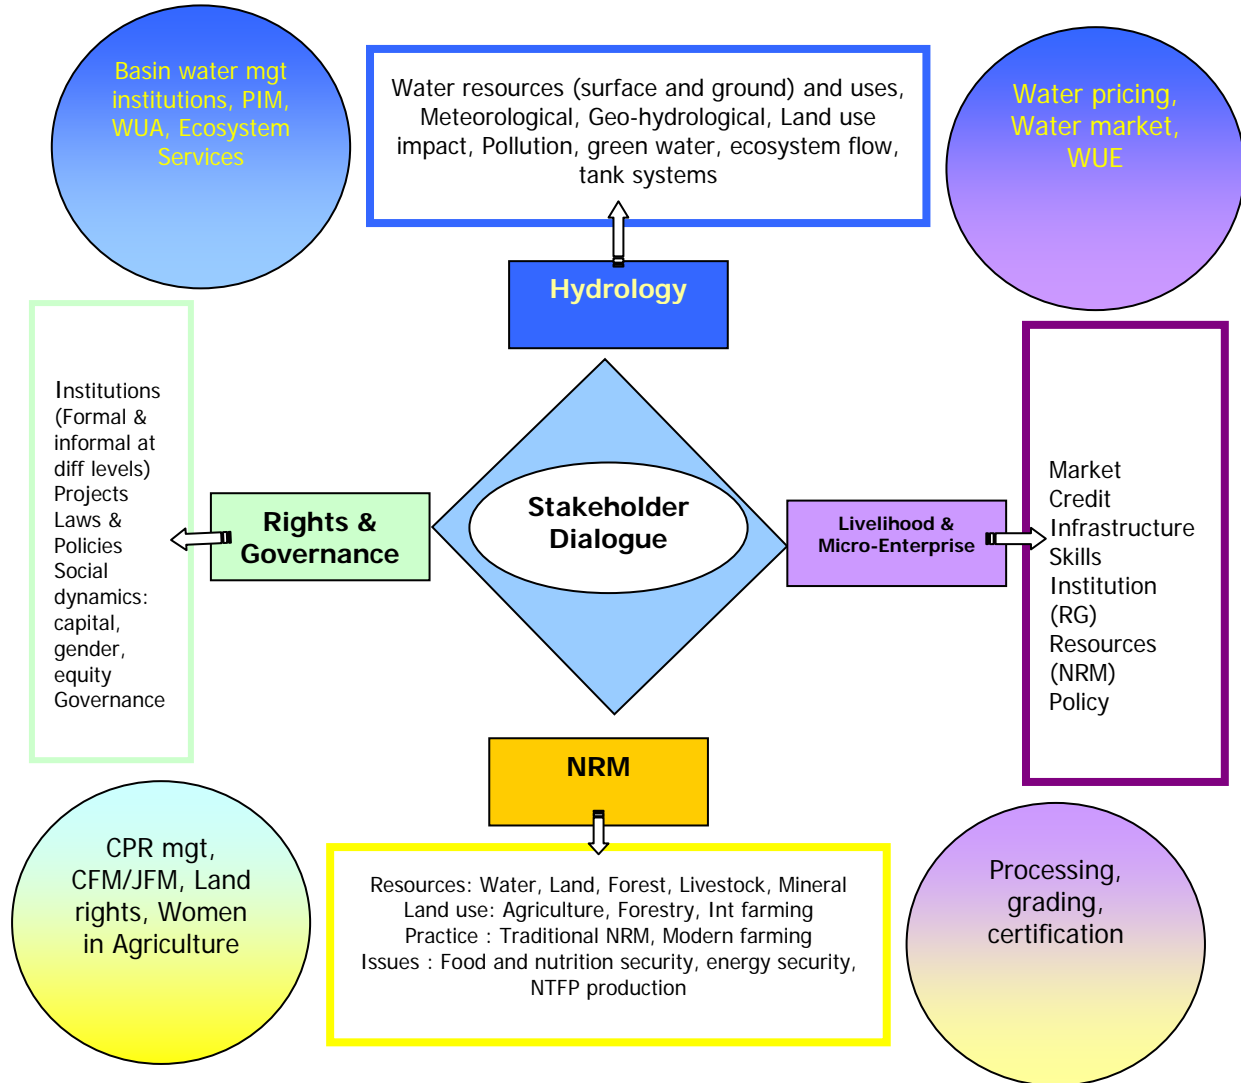 Basin water mgt
institutions, PIM,
WUA, Ecosystem
Services
Water resources (surface and ground) and uses,
Meteorological, Geo-hydrological, Land use
impact, Pollution, green water, ecosystem flow,
tank systems
Water pricing,
Water market,
WUE
Hydrology
Institutions
(Formal &
informal at
diff levels)
Projects
Laws &
Policies
Social
dynamics:
capital,
gender,
equity
Governance
Rights &
Governance
Stakeholder
Dialogue
Livelihood &
Micro-Enterprise
Market
Credit
Infrastructure
Skills
Institution
(RG)
Resources
(NRM)
Policy
NRM
CPR mgt,
CFM/JFM, Land
rights, Women
in Agriculture
Resources: Water, Land, Forest, Livestock, Mineral
Land use: Agriculture, Forestry, Int farming
Practice : Traditional NRM, Modern farming
Issues : Food and nutrition security, energy security,
NTFP production
Processing,
grading,
certification